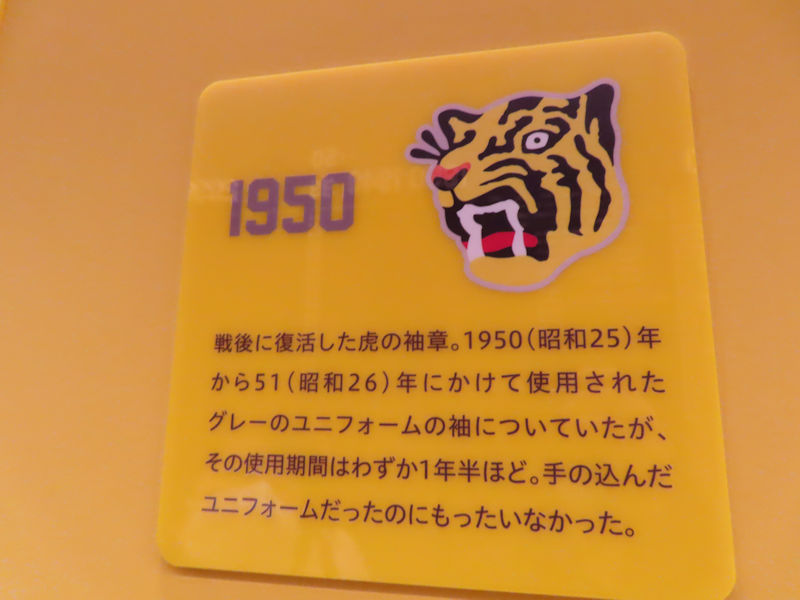 1950
戦後に復活した虎の袖章。1950(昭和25)年
から51(昭和26)年にかけて使用された
グレーのユニフォームの袖についていたが、
その使用期間はわずか1年半ほど。手の込んだ
ユニフォームだったのにもったいなかった。